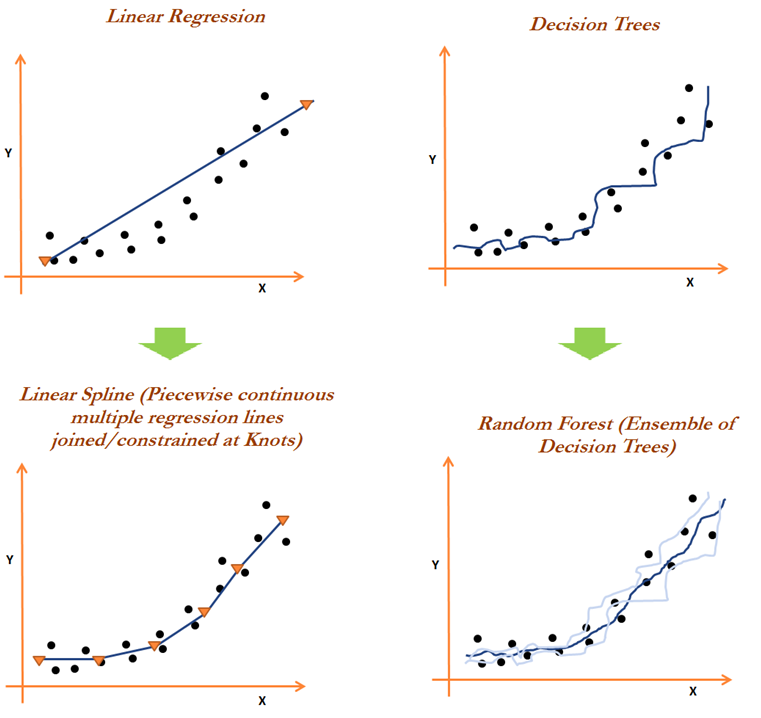 Linear Regression
Decision Trees
Y
X
Y
X
Linear Spline (Piecewise continuous
multiple regression lines
joined/constrained at Knots)
Random Forest (Ensemble of
Decision Trees)
Y
X
Y
X